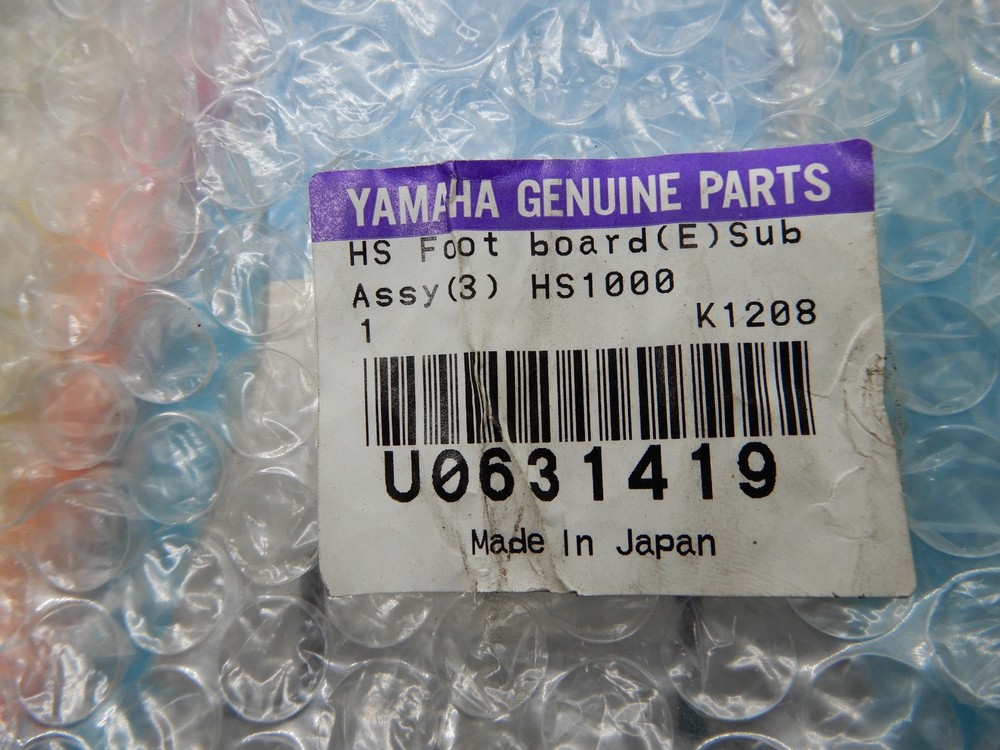 YAMAHA GENUINE PARTS
HS Foot board(E)Sub
Assy(3) HS1000
1 K1208
U0631419
Made In Japan